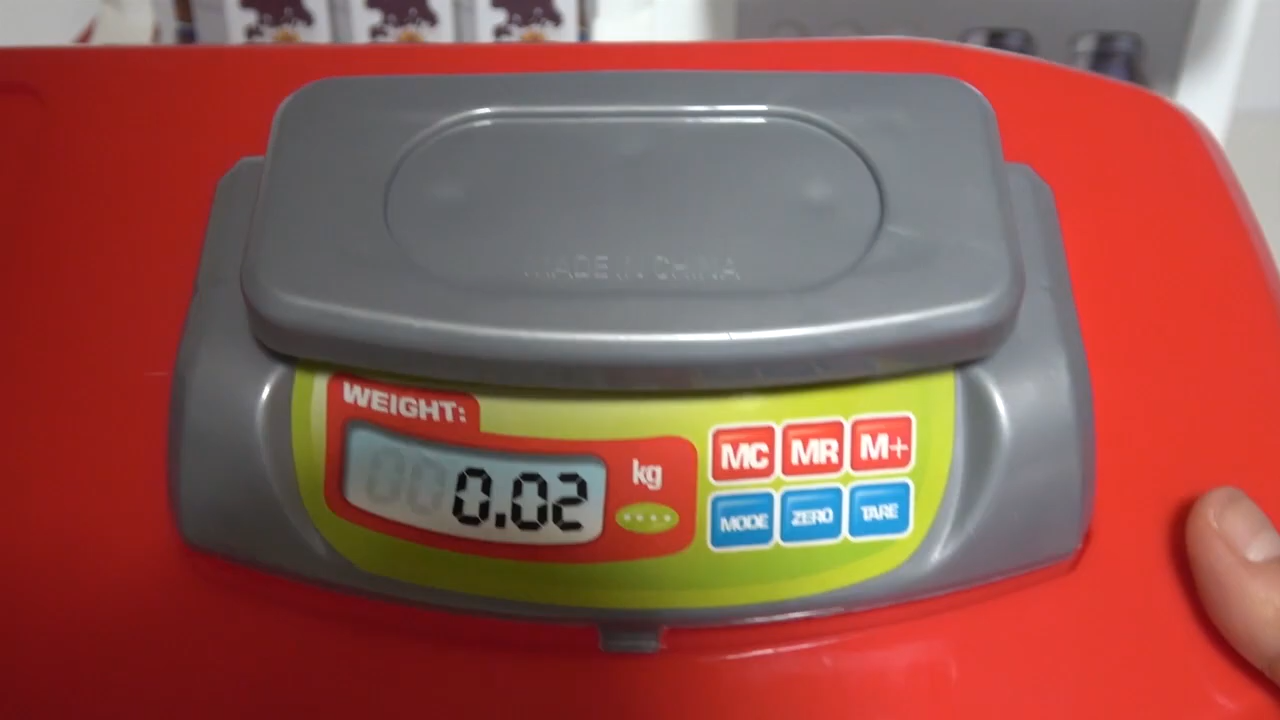 MADE IN CHINA
WEIGHT:
0.02
kg
MC MR M+
MODE ZERO TARE